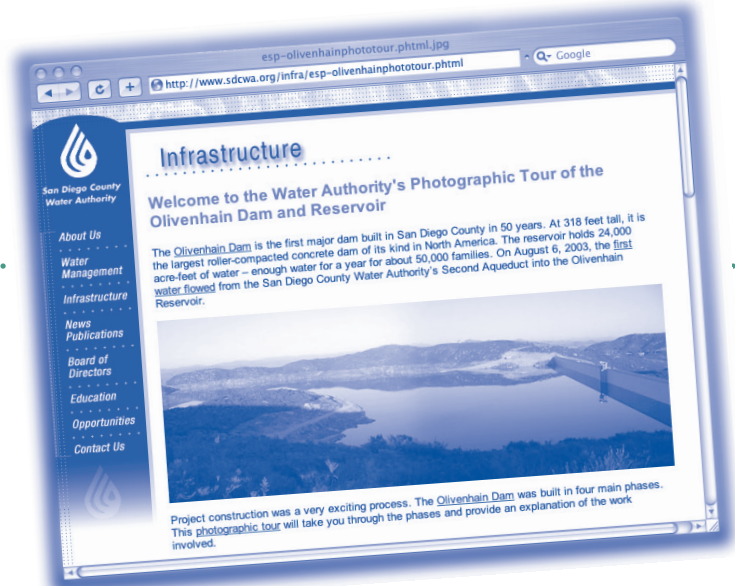 esp-olivenhainphototour.phtml.jpg
http://www.sdcwa.org/infra/esp-olivenhainphototour.phtml
Google
San Diego County
Water Authority
About Us
Water
Management
Infrastructure
News
Publications
Board of
Directors
Education
Opportunities
Contact Us
Infrastructure
Welcome to the Water Authority's Photographic Tour of the
Olivenhain Dam and Reservoir
The Olivenhain Dam is the first major dam built in San Diego County in 50 years. At 318 feet tall, it is
the largest roller-compacted concrete dam of its kind in North America. The reservoir holds 24,000
acre-feet of water – enough water for a year for about 50,000 families. On August 6, 2003, the first
water flowed from the San Diego County Water Authority's Second Aqueduct into the Olivenhain
Reservoir.
Project construction was a very exciting process. The Olivenhain Dam was built in four main phases.
This photographic tour will take you through the phases and provide an explanation of the work
involved.